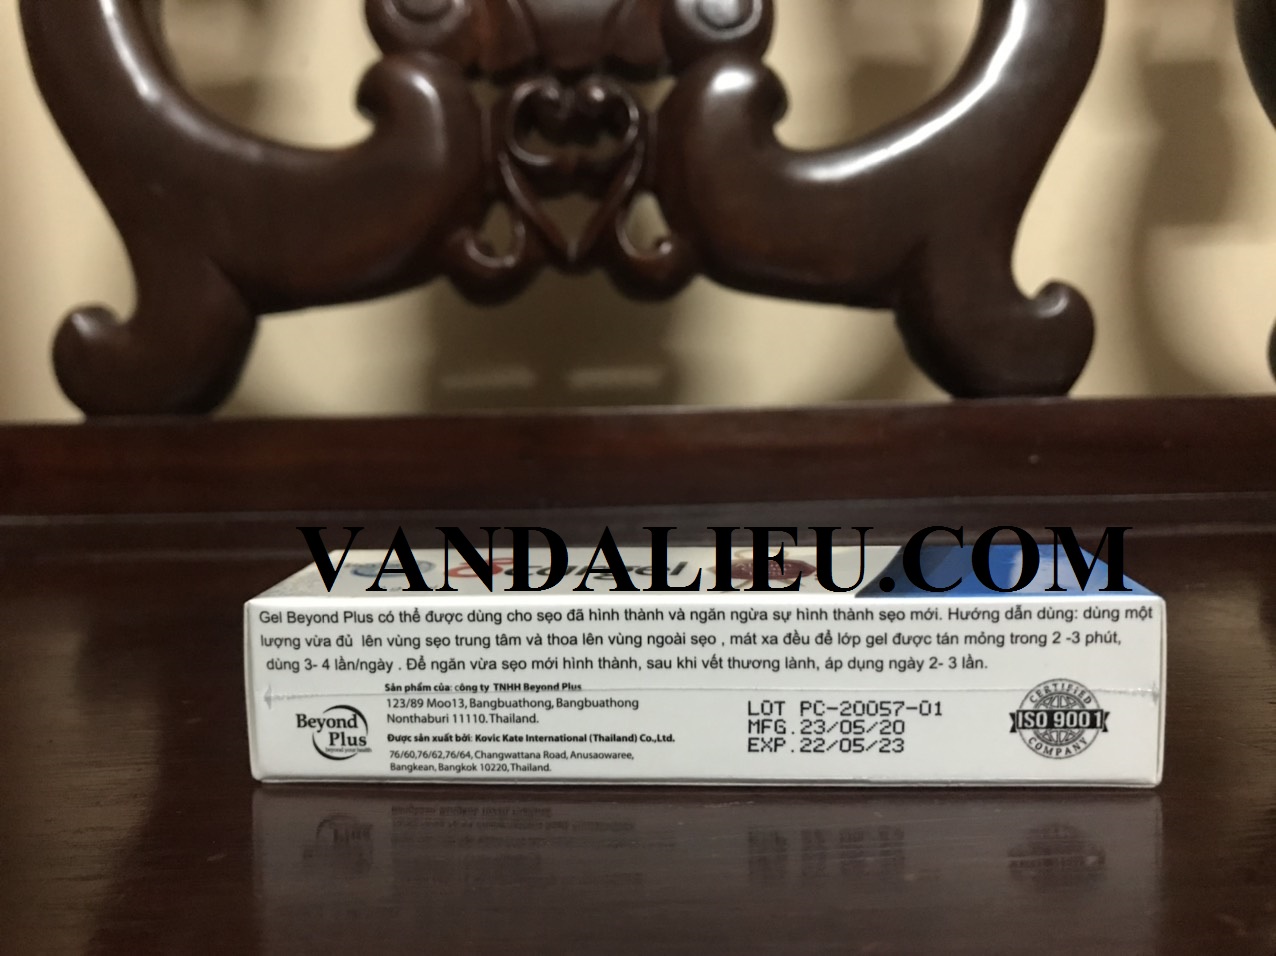 VANDALIEU.COM
Gel Beyond Plus có thể được dùng cho sẹo đã hình thành và ngăn ngừa sự hình thành sẹo mới. Hướng dẫn dùng: dùng một
lượng vừa đủ lên vùng sẹo trung tâm và thoa lên vùng ngoài sẹo , mát xa đều để lớp gel được tán mỏng trong 2 -3 phút,
dùng 3- 4 lần/ngày . Để ngăn vừa sẹo mới hình thành, sau khi vết thương lành, áp dụng ngày 2- 3 lần.
Sản phẩm của: công ty TNHH Beyond Plus
123/89 Moo13, Bangbuathong, Bangbuathong
Nonthaburi 11110.Thailand.
Được sản xuất bởi: Kovic Kate International (Thailand) Co.,Ltd.
76/60,76/62,76/64, Changwattana Road, Anusaowaree,
Bangkean, Bangkok 10220, Thailand.
Beyond
Plus
beyond your health
LOT PC-20057-01
MFG.23/05/20
EXP.22/05/23
CERTIFIED
ISO 9001
COMPANY